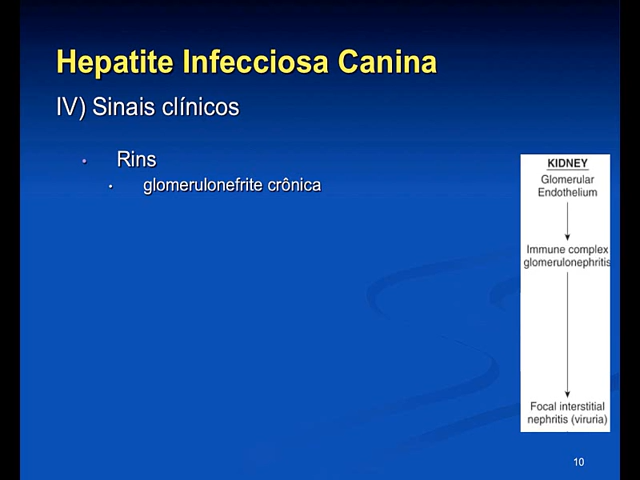 Hepatite Infecciosa Canina
IV) Sinais clínicos
• Rins
• glomerulonefrite crônica
KIDNEY
Glomerular
Endothelium
Immune complex
glomerulonephritis
Focal interstitial
nephritis (viruria)
10